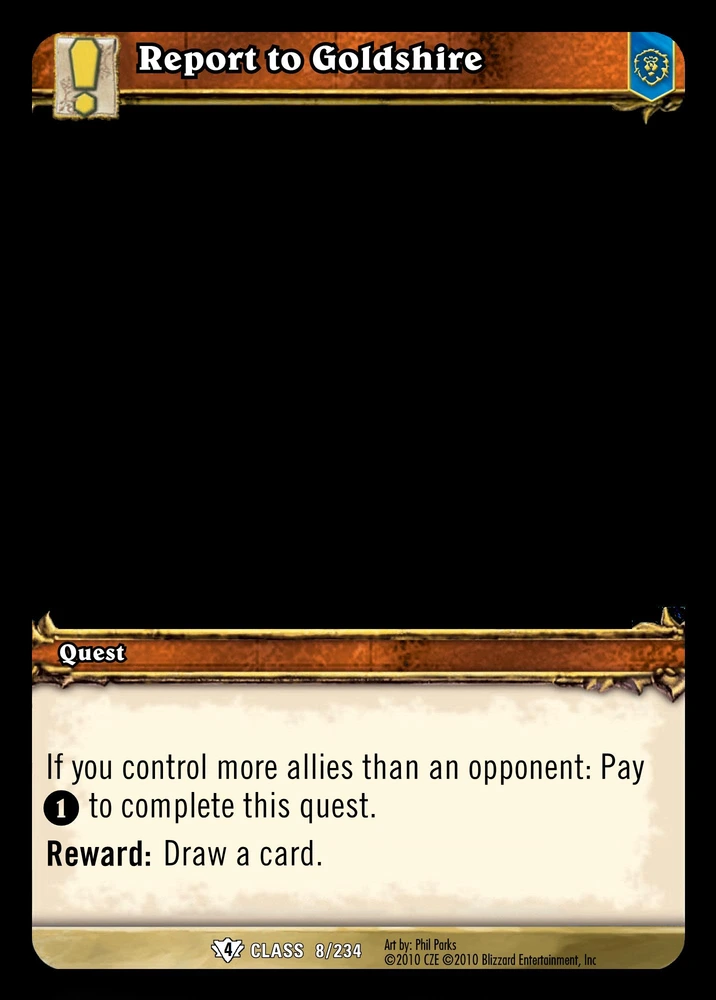 Report to Goldshire
Quest
If you control more allies than an opponent: Pay
1 to complete this quest.
Reward: Draw a card.
4 CLASS 8/234
Art by: Phil Parks
©2010 CZE ©2010 Blizzard Entertainment, Inc